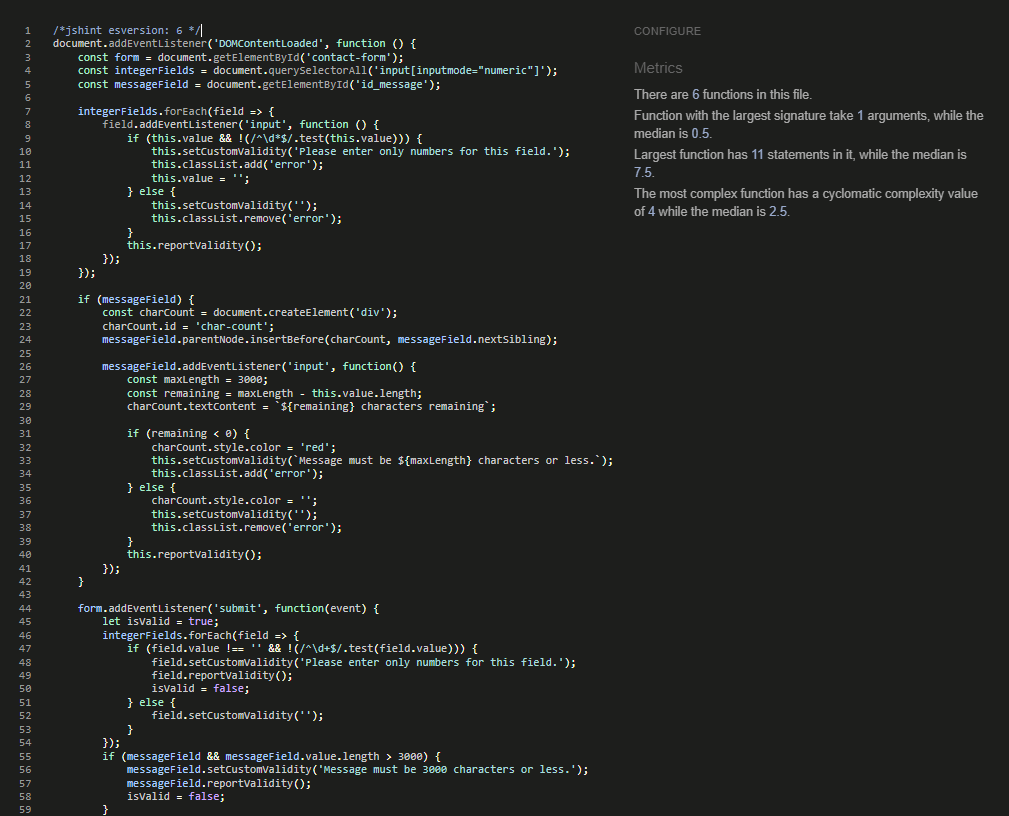 1 /*jshint esversion: 6 */
2 document.addEventListener('DOMContentLoaded', function () {
3     const form = document.getElementById('contact-form');
4     const integerFields = document.querySelectorAll('input[inputmode="numeric"]');
5     const messageField = document.getElementById('id_message');
6
7     integerFields.forEach(field => {
8         field.addEventListener('input', function () {
9             if (this.value && !(/^\d*$/.test(this.value))) {
10                 this.setCustomValidity('Please enter only numbers for this field.');
11                 this.classList.add('error');
12                 this.value = '';
13             } else {
14                 this.setCustomValidity('');
15                 this.classList.remove('error');
16             }
17             this.reportValidity();
18         });
19     });
20
21     if (messageField) {
22         const charCount = document.createElement('div');
23         charCount.id = 'char-count';
24         messageField.parentNode.insertBefore(charCount, messageField.nextSibling);
25
26         messageField.addEventListener('input', function() {
27             const maxLength = 3000;
28             const remaining = maxLength - this.value.length;
29             charCount.textContent = `${remaining} characters remaining`;
30
31             if (remaining < 0) {
32                 charCount.style.color = 'red';
33                 this.setCustomValidity(`Message must be ${maxLength} characters or less.`);
34                 this.classList.add('error');
35             } else {
36                 charCount.style.color = '';
37                 this.setCustomValidity('');
38                 this.classList.remove('error');
39             }
40             this.reportValidity();
41         });
42     }
43
44     form.addEventListener('submit', function(event) {
45         let isValid = true;
46         integerFields.forEach(field => {
47             if (field.value !== '' && !(/^\d+$/.test(field.value))) {
48                 field.setCustomValidity('Please enter only numbers for this field.');
49                 field.reportValidity();
50                 isValid = false;
51             } else {
52                 field.setCustomValidity('');
53             }
54         });
55         if (messageField && messageField.value.length > 3000) {
56             messageField.setCustomValidity('Message must be 3000 characters or less.');
57             messageField.reportValidity();
58             isValid = false;
59         }
CONFIGURE
Metrics
There are 6 functions in this file.
Function with the largest signature take 1 arguments, while the
median is 0.5.
Largest function has 11 statements in it, while the median is
7.5.
The most complex function has a cyclomatic complexity value
of 4 while the median is 2.5.